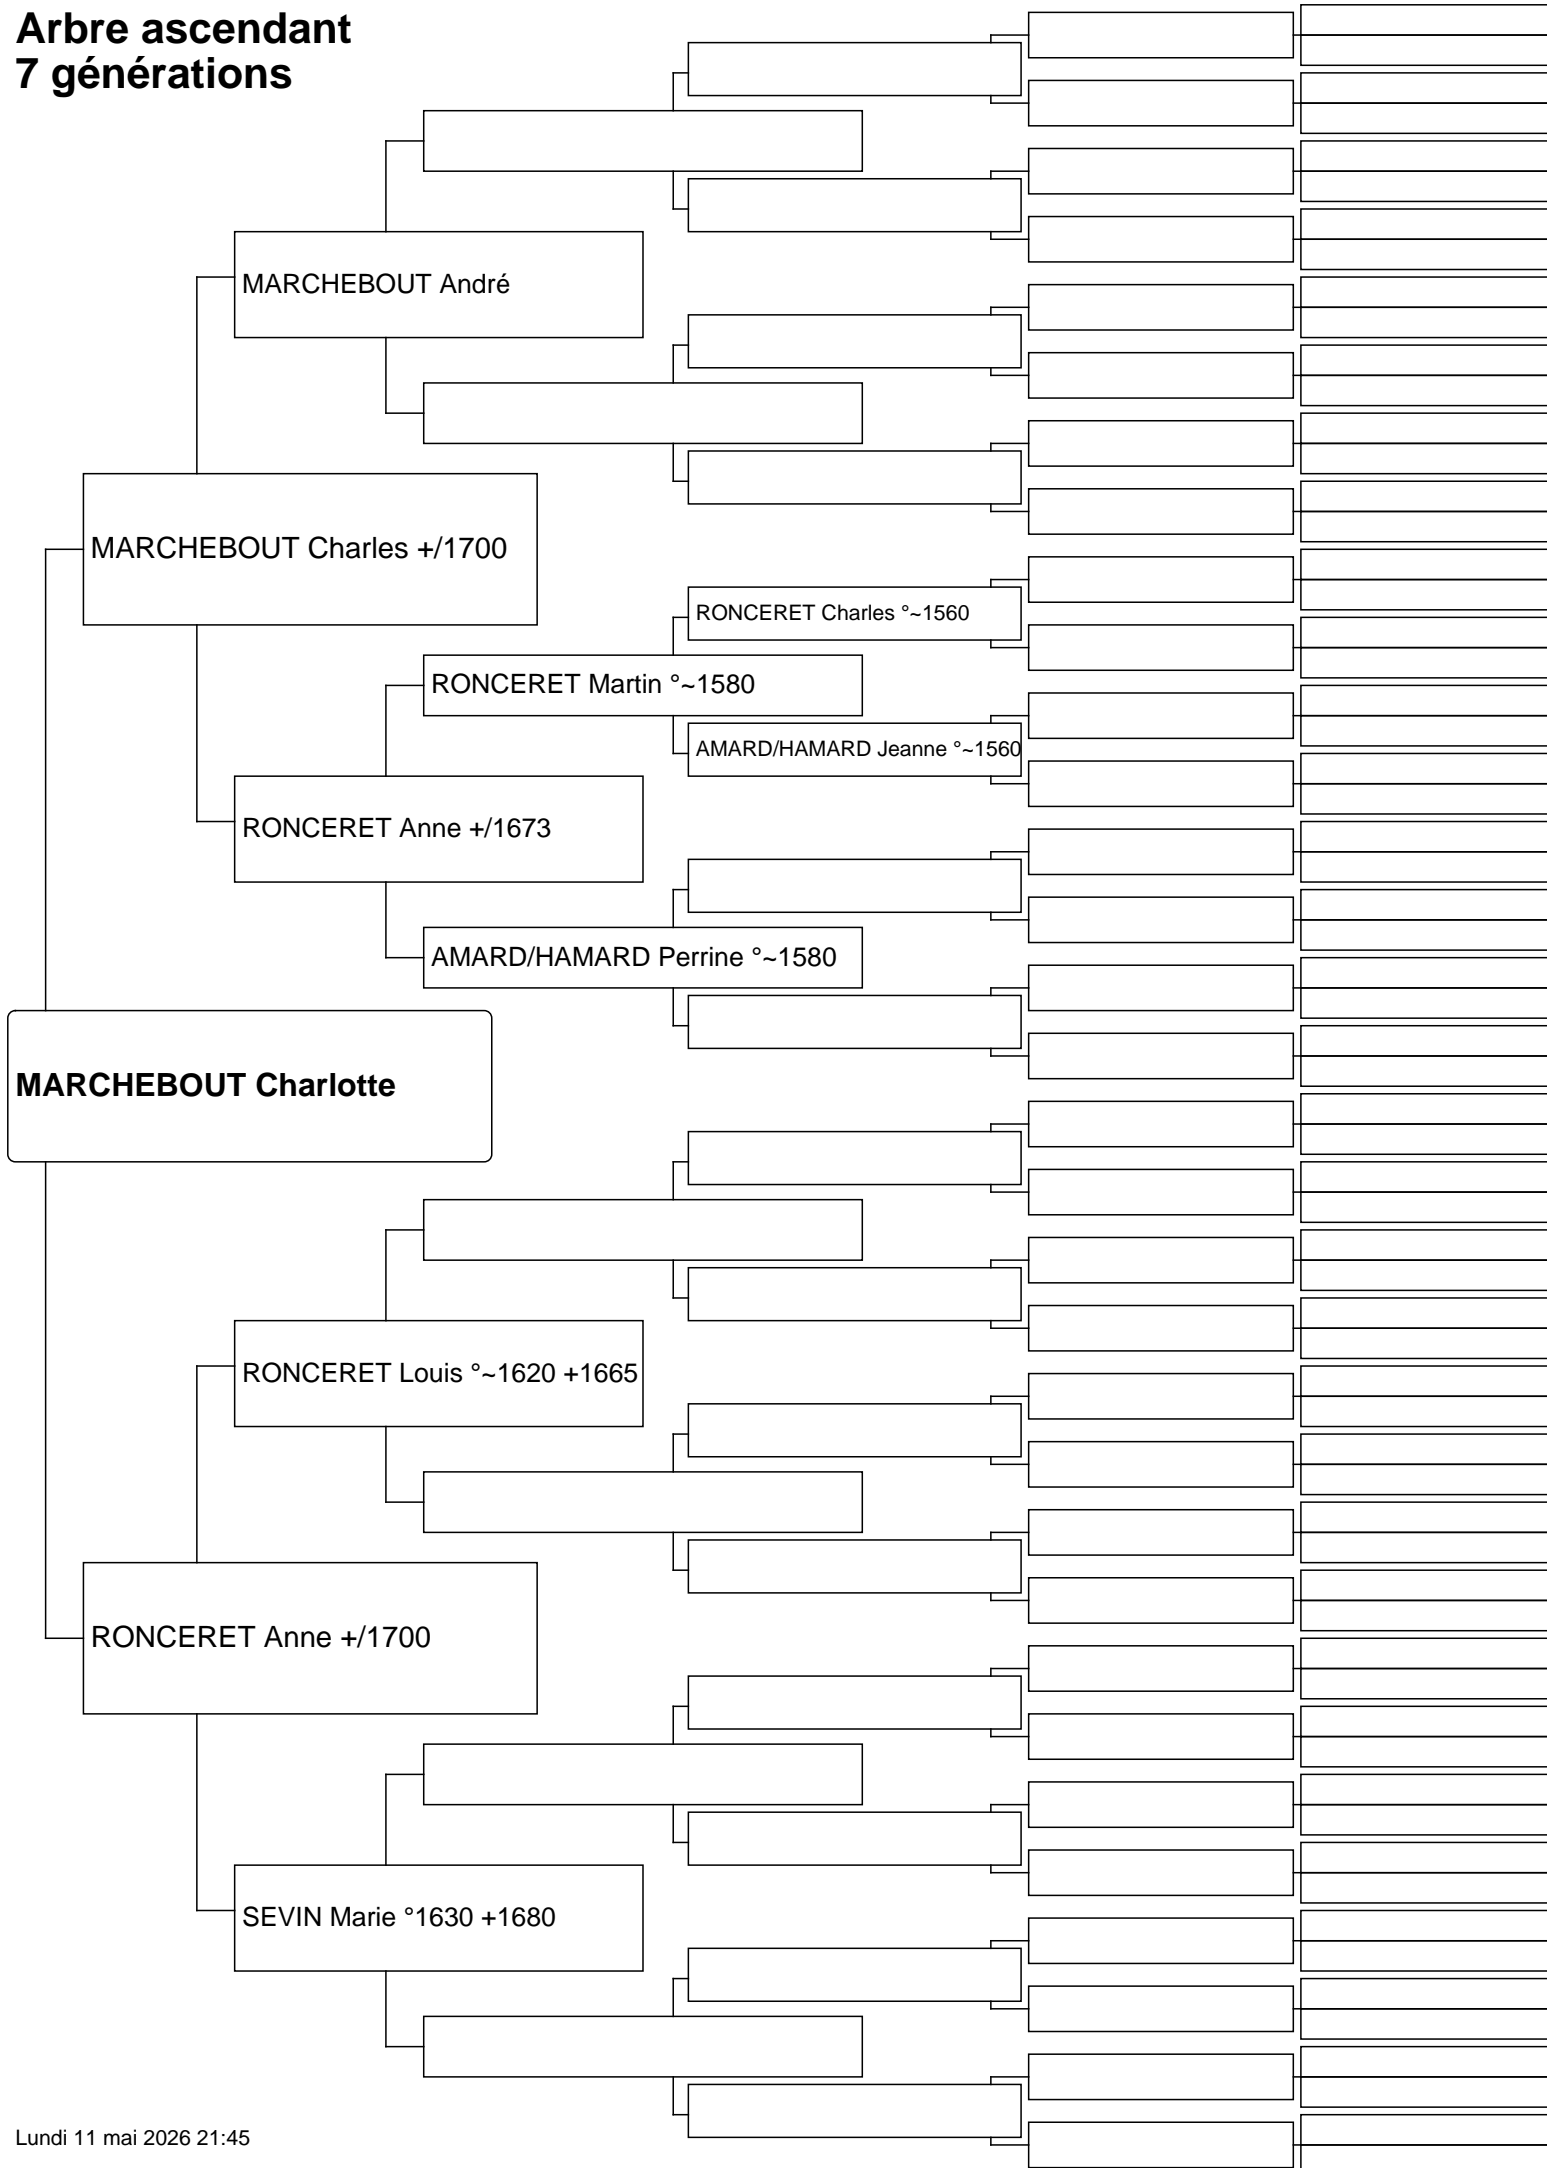 Arbre ascendant
7 générations
MARCHEBOUT André
MARCHEBOUT Charles +/1700
RONCERET Charles °~1560
RONCERET Martin °~1580
AMARD/HAMARD Jeanne °~1560
RONCERET Anne +/1673
AMARD/HAMARD Perrine °~1580
MARCHEBOUT Charlotte
RONCERET Louis °~1620 +1665
RONCERET Anne +/1700
SEVIN Marie °1630 +1680
Lundi 11 mai 2026 21:45